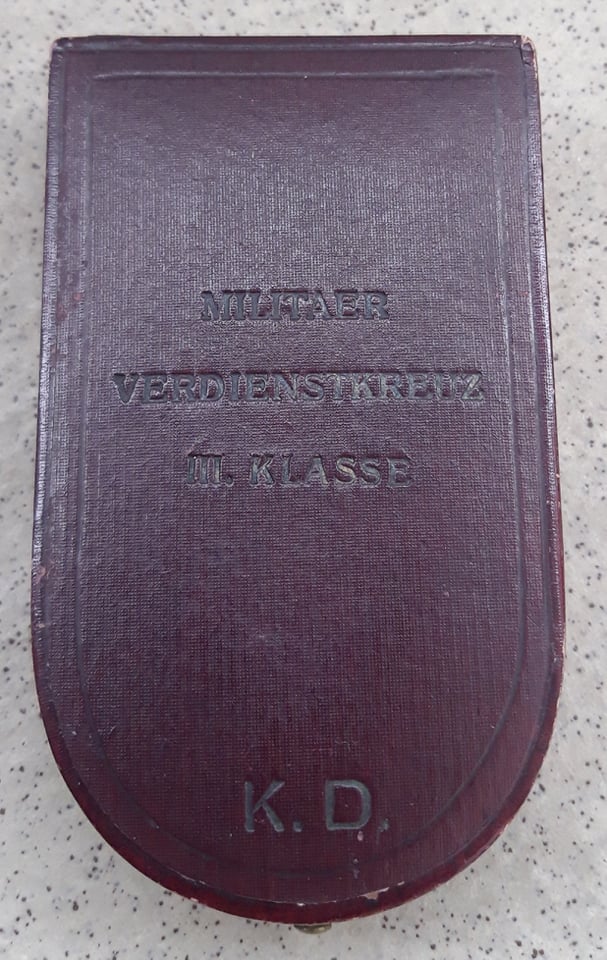 MILITAER
VERDIENSTKREUZ
III. KLASSE
K. D.